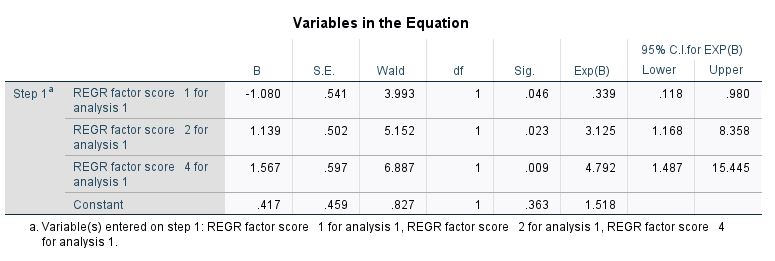 Variables in the Equation
95% C.I.for EXP(B)
B S.E. Wald df Sig. Exp(B) Lower Upper
Step 1a REGR factor score 1 for analysis 1 -1.080 .541 3.993 1 .046 .339 .118 .980
REGR factor score 2 for analysis 1 1.139 .502 5.152 1 .023 3.125 1.168 8.358
REGR factor score 4 for analysis 1 1.567 .597 6.887 1 .009 4.792 1.487 15.445
Constant .417 .459 .827 1 .363 1.518
a. Variable(s) entered on step 1: REGR factor score 1 for analysis 1, REGR factor score 2 for analysis 1, REGR factor score 4
for analysis 1.